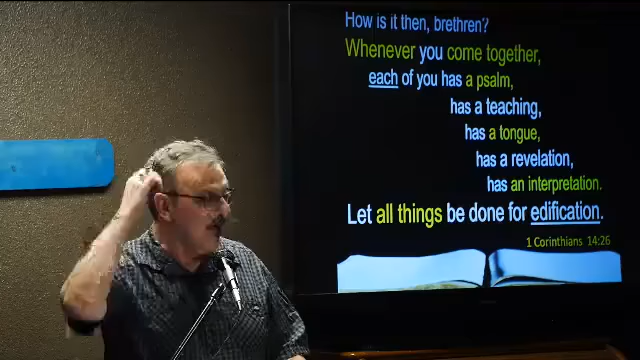 How is it then, brethren?
Whenever you come together,
each of you has a psalm,
has a teaching,
has a tongue,
has a revelation,
has an interpretation.
Let all things be done for edification.
1 Corinthians 14:26